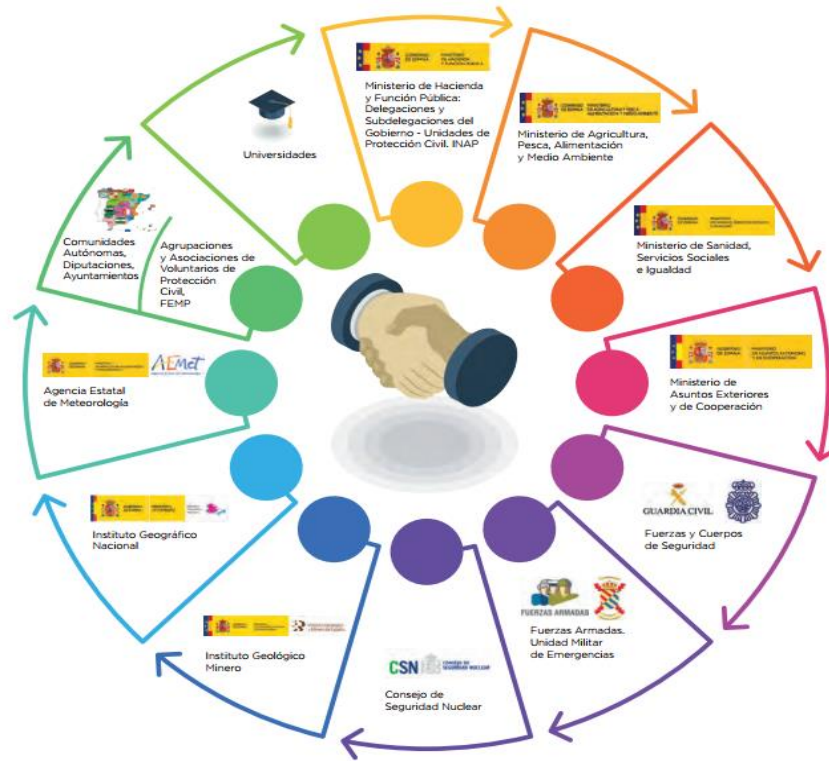 Ministerio de Hacienda
y Función Pública:
Delegaciones y
Subdelegaciones del
Gobierno - Unidades de
Protección Civil. INAP
Ministerio de Agricultura,
Pesca, Alimentación
y Medio Ambiente
Ministerio de Sanidad,
Servicios Sociales
e Igualdad
Ministerio de
Asuntos Exteriores
y de Cooperación
GUARDIA CIVIL
Fuerzas y Cuerpos
de Seguridad
FUERZAS ARMADAS
Fuerzas Armadas.
Unidad Militar
de Emergencias
CSN
CONSEJO DE
SEGURIDAD NUCLEAR
Consejo de
Seguridad Nuclear
Instituto Geológico
Minero
Instituto Geográfico
Nacional
AEmet
Agencia Estatal
de Meteorología
Comunidades
Autónomas,
Diputaciones,
Ayuntamientos
Agrupaciones
y Asociaciones de
Voluntarios de
Protección
Civil,
FEMP
Universidades